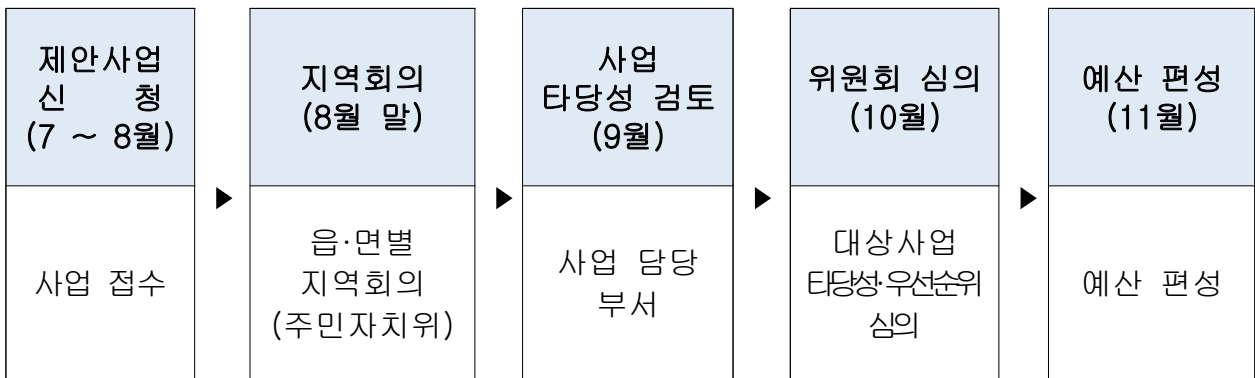 제안사업
신 청
(7 ~ 8월)
사업 접수
▶
지역회의
(8월 말)
읍·면별
지역회의
(주민자치위)
▶
사업
타당성 검토
(9월)
사업 담당
부서
▶
위원회 심의
(10월)
대상사업
타당성·우선순위
심의
▶
예산 편성
(11월)
예산 편성